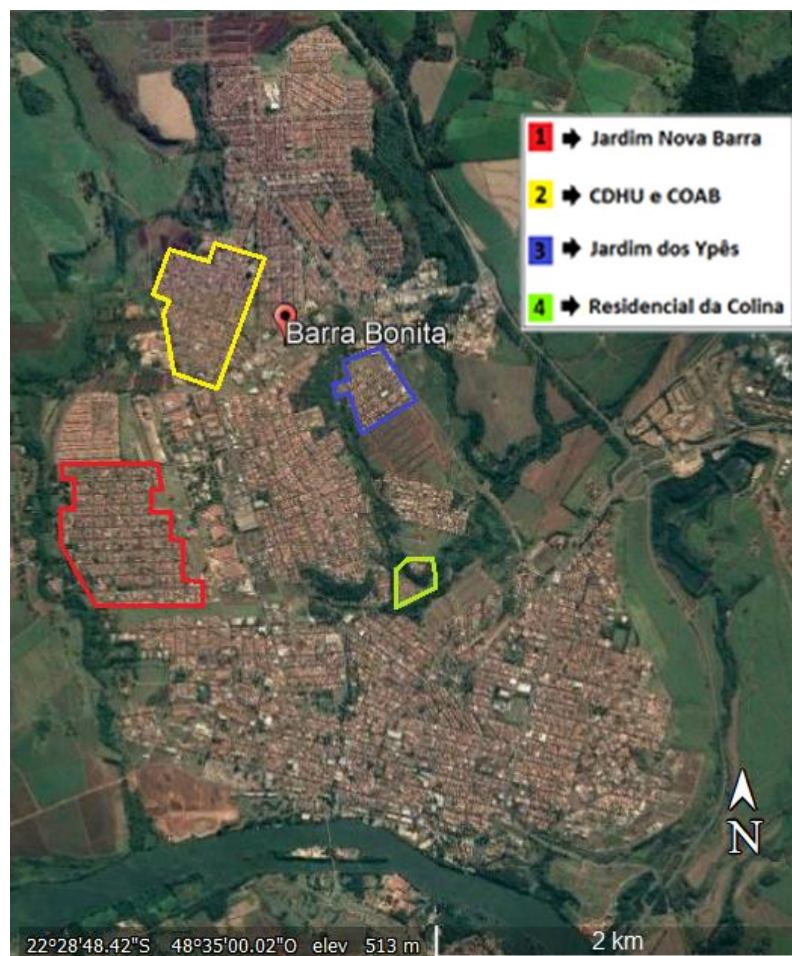 1 ➡ Jardim Nova Barra
2 ➡ CDHU e COAB
3 ➡ Jardim dos Ypês
4 ➡ Residencial da Colina
Barra Bonita
N
22°28'48.42"S 48°35'00.02"O elev 513 m
2 km